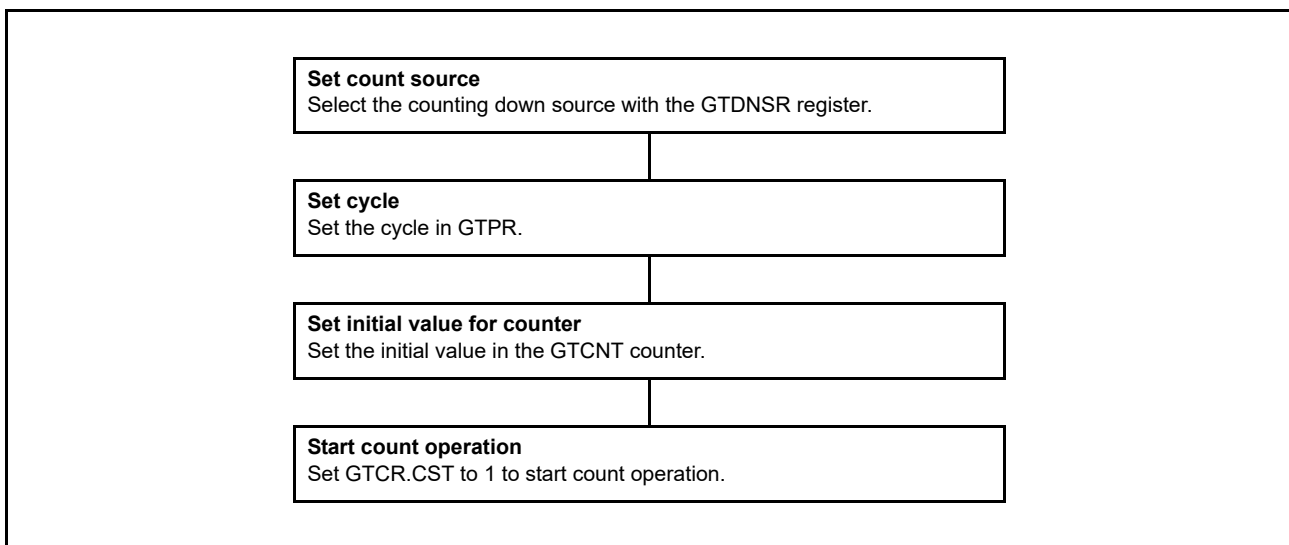 Set count source
Select the counting down source with the GTDNSR register.
Set cycle
Set the cycle in GTPR.
Set initial value for counter
Set the initial value in the GTCNT counter.
Start count operation
Set GTCR.CST to 1 to start count operation.